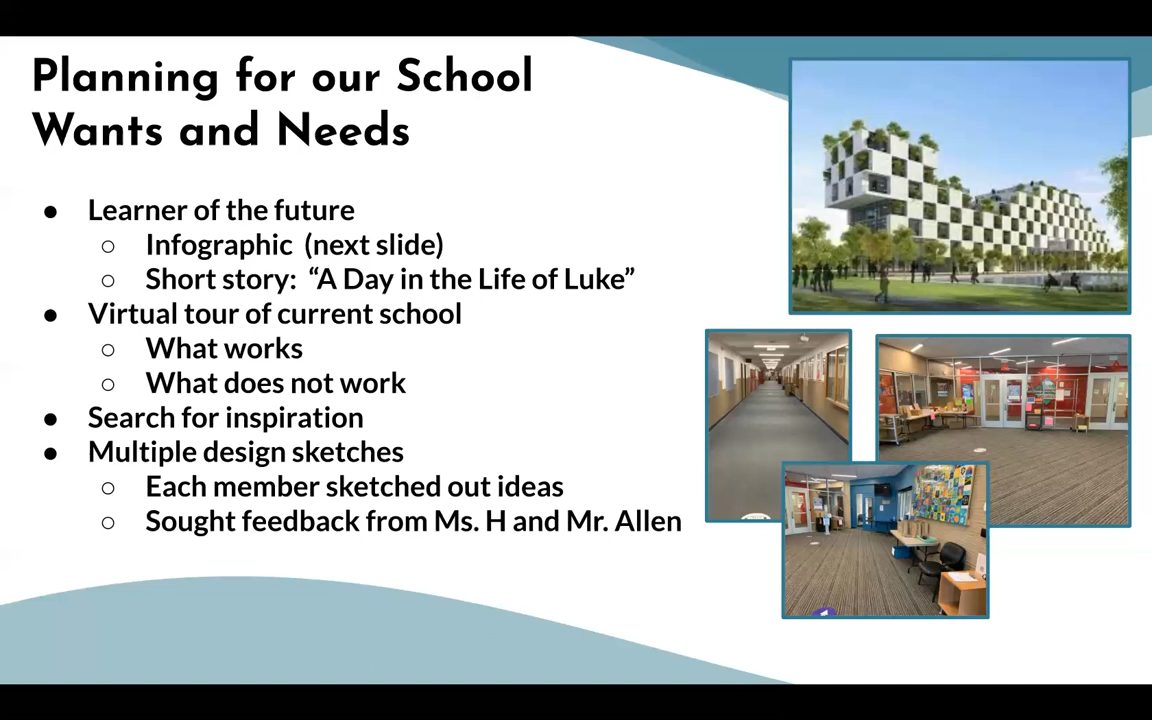 Planning for our School
Wants and Needs
● Learner of the future
○ Infographic (next slide)
○ Short story: “A Day in the Life of Luke”
● Virtual tour of current school
○ What works
○ What does not work
● Search for inspiration
● Multiple design sketches
○ Each member sketched out ideas
○ Sought feedback from Ms. H and Mr. Allen